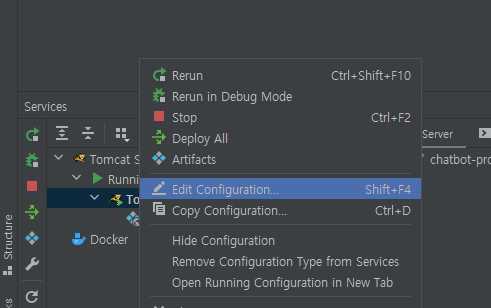 Rerun Ctrl+Shift+F10
Rerun in Debug Mode
Stop Ctrl+F2
Deploy All
Artifacts
Edit Configuration... Shift+F4
Copy Configuration... Ctrl+D
Hide Configuration
Remove Configuration Type from Services
Open Running Configuration in New Tab
Services
Server
Tomcat S
chatbot-pro
Runni
To
Docker
Structure